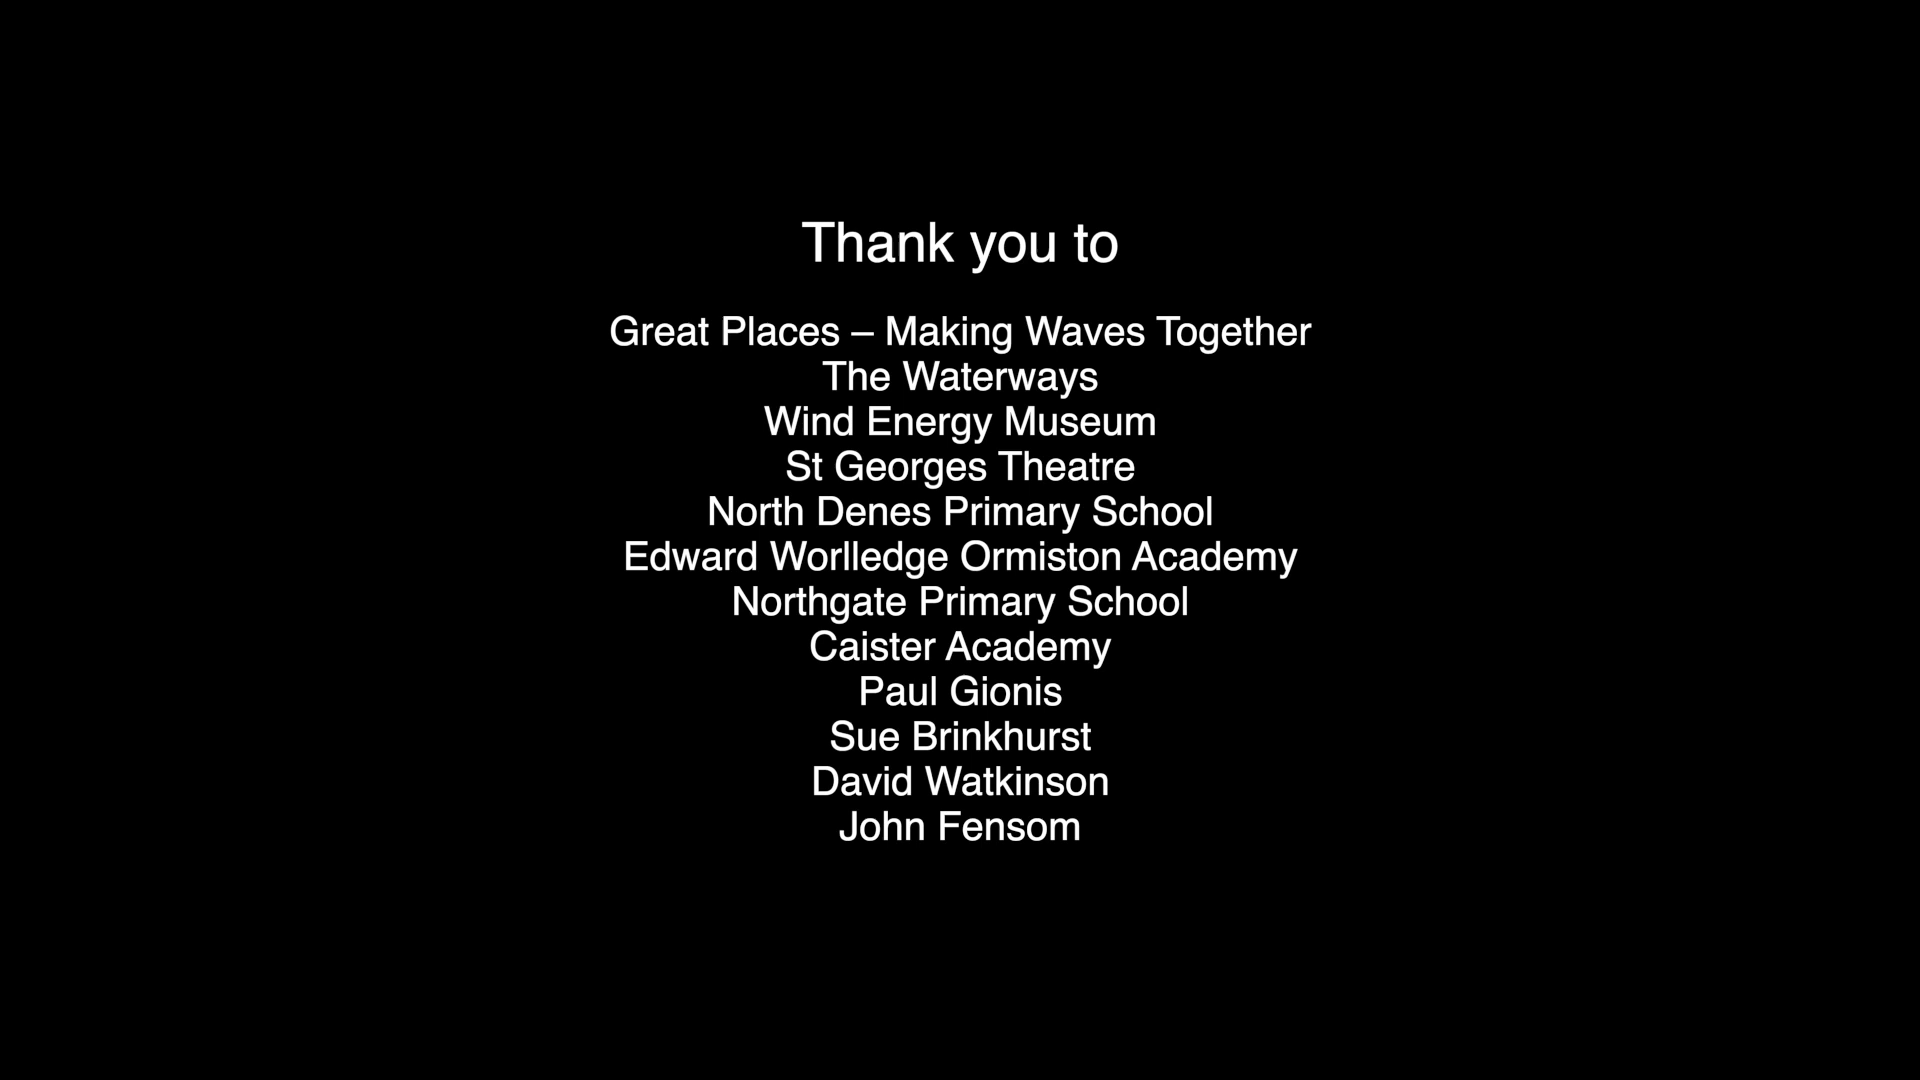 Thank you to
Great Places – Making Waves Together
The Waterways
Wind Energy Museum
St Georges Theatre
North Denes Primary School
Edward Worlledge Ormiston Academy
Northgate Primary School
Caister Academy
Paul Gionis
Sue Brinkhurst
David Watkinson
John Fensom